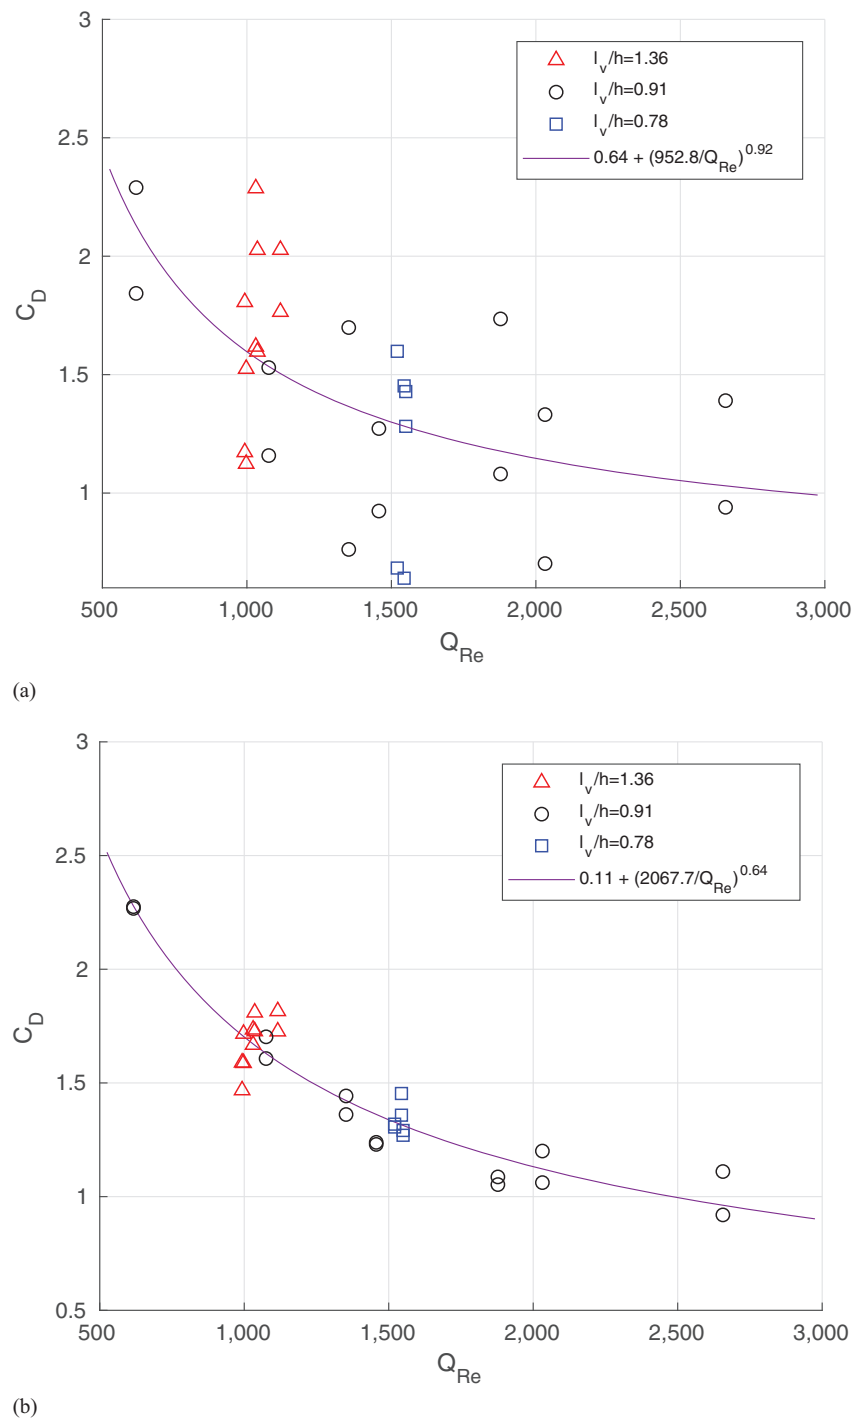 3
2.5
2
1.5
1
C_D
l_v/h=1.36
l_v/h=0.91
l_v/h=0.78
0.64 + (952.8/Q_Re)^0.92
500 1,000 1,500 2,000 2,500 3,000
Q_Re
(a)
3
2.5
2
1.5
1
0.5
C_D
l_v/h=1.36
l_v/h=0.91
l_v/h=0.78
0.11 + (2067.7/Q_Re)^0.64
500 1,000 1,500 2,000 2,500 3,000
Q_Re
(b)